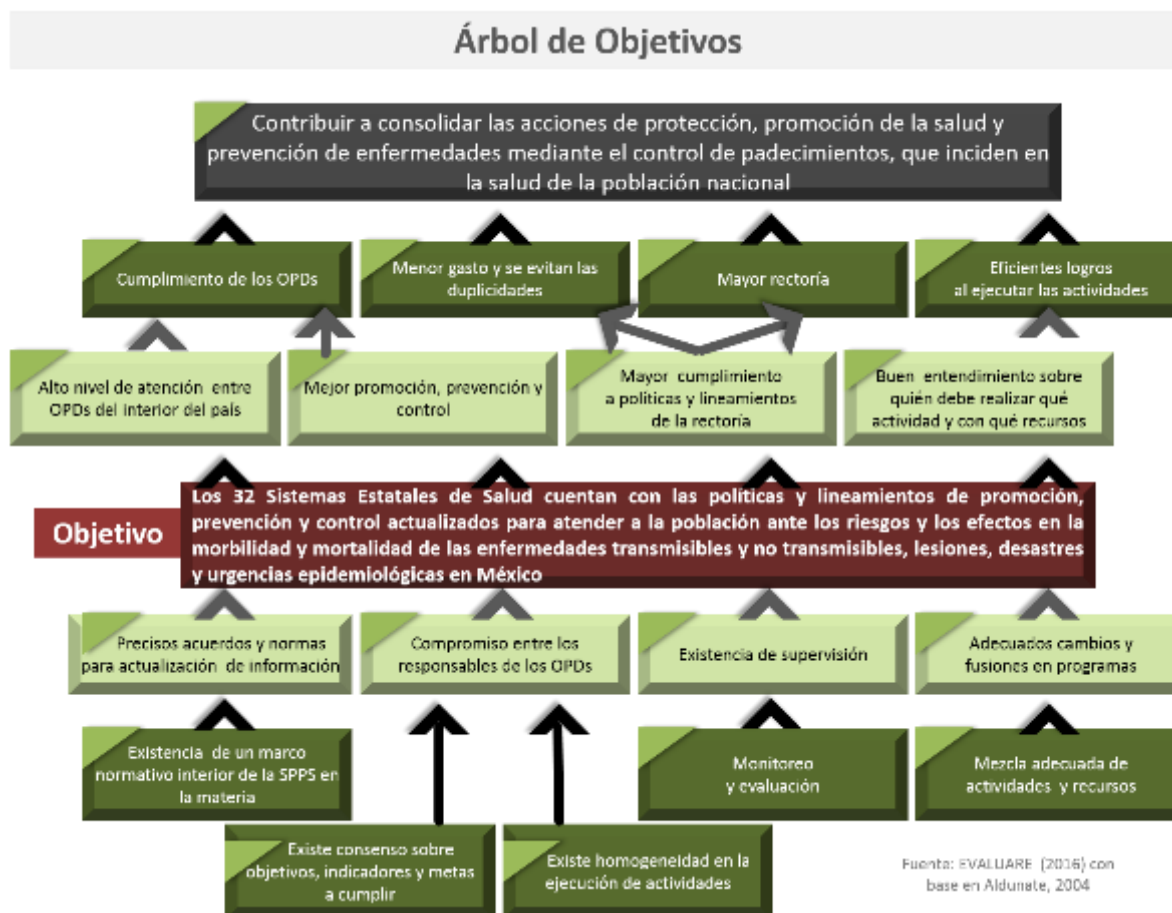 Árbol de Objetivos
Contribuir a consolidar las acciones de protección, promoción de la salud y
prevención de enfermedades mediante el control de padecimientos, que inciden en
la salud de la población nacional
Cumplimiento de los OPDs
Menor gasto y se evitan las
duplicidades
Mayor rectoría
Eficientes logros
al ejecutar las actividades
Alto nivel de atención entre
OPDs del interior del país
Mejor promoción, prevención y
control
Mayor cumplimiento
a políticas y lineamientos
de la rectoría
Buen entendimiento sobre
quién debe realizar qué
actividad y con qué recursos
Objetivo
Los 32 Sistemas Estatales de Salud cuentan con las políticas y lineamientos de promoción,
prevención y control actualizados para atender a la población ante los riesgos y los efectos en la
morbilidad y mortalidad de las enfermedades transmisibles y no transmisibles, lesiones, desastres
y urgencias epidemiológicas en México
Precisos acuerdos y normas
para actualización de información
Compromiso entre los
responsables de los OPDs
Existencia de supervisión
Adecuados cambios y
fusiones en programas
Existencia de un marco
normativo interior de la SPPS en
la materia
Monitoreo
y evaluación
Mezcla adecuada de
actividades y recursos
Existe consenso sobre
objetivos, indicadores y metas
a cumplir
Existe homogeneidad en la
ejecución de actividades
Fuente: EVALUARE (2016) con
base en Aldunate, 2004